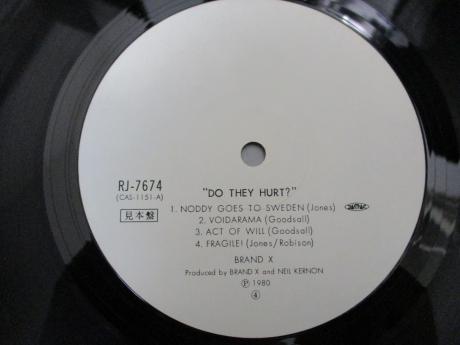 RJ-7674
(CAS-1151-A)
見本盤
"DO THEY HURT?"
1. NODDY GOES TO SWEDEN (Jones)
2. VOIDARAMA (Goodsall)
3. ACT OF WILL (Goodsall)
4. FRAGILE! (Jones/Robison)
BRAND X
Produced by BRAND X and NEIL KERNON
Ⓟ 1980
④